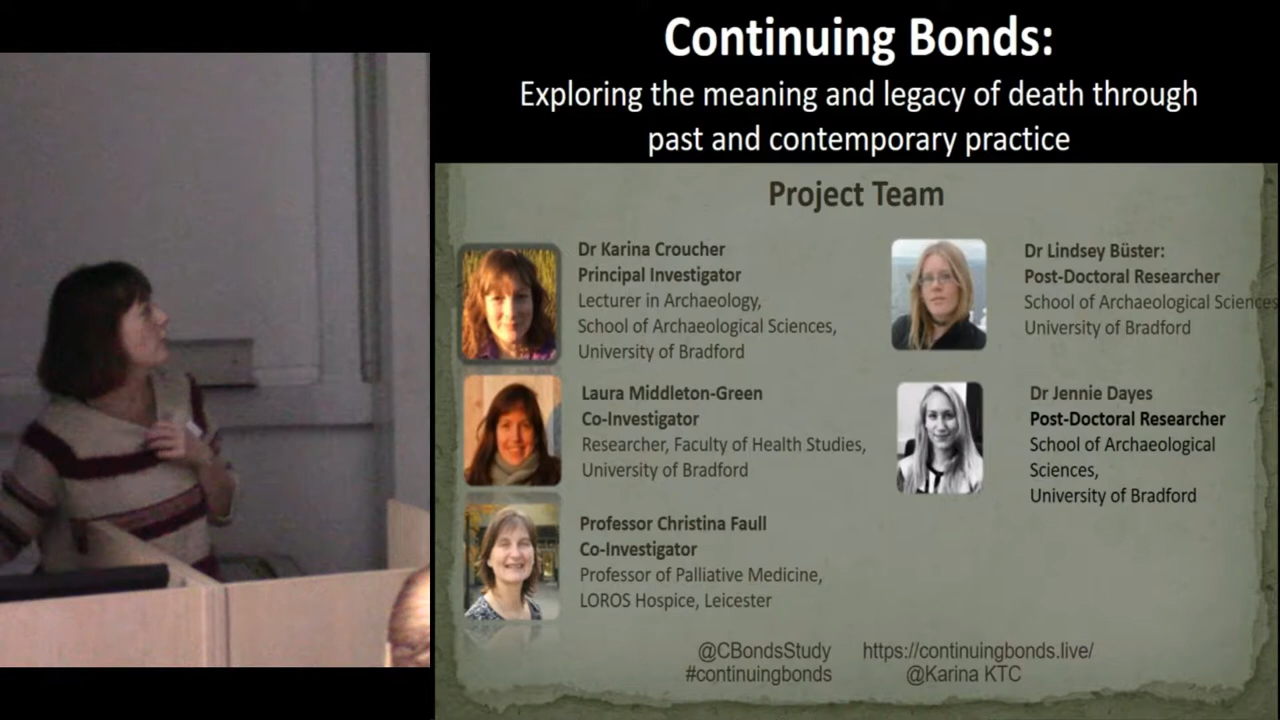 Continuing Bonds:
Exploring the meaning and legacy of death through
past and contemporary practice
Project Team
Dr Karina Croucher
Principal Investigator
Lecturer in Archaeology,
School of Archaeological Sciences,
University of Bradford
Laura Middleton-Green
Co-Investigator
Researcher, Faculty of Health Studies,
University of Bradford
Professor Christina Faull
Co-Investigator
Professor of Palliative Medicine,
LOROS Hospice, Leicester
Dr Lindsey Büster:
Post-Doctoral Researcher
School of Archaeological Sciences
University of Bradford
Dr Jennie Dayes
Post-Doctoral Researcher
School of Archaeological
Sciences,
University of Bradford
@CBondsStudy https://continuingbonds.live/
#continuingbonds @Karina KTC